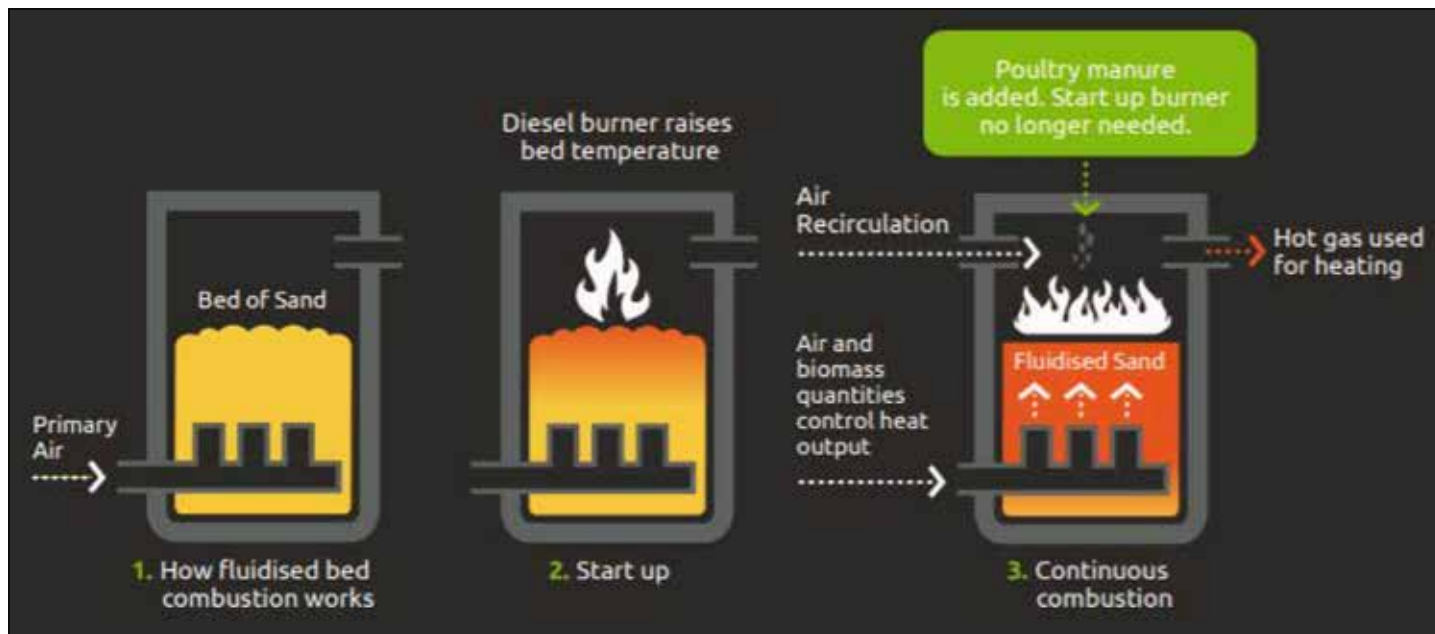 Poultry manure
is added. Start up burner
no longer needed.
Diesel burner raises
bed temperature
Air
Recirculation
Hot gas used
for heating
Bed of Sand
Air and
biomass
quantities
control heat
output
Fluidised Sand
Primary
Air
1. How fluidised bed
combustion works
2. Start up
3. Continuous
combustion